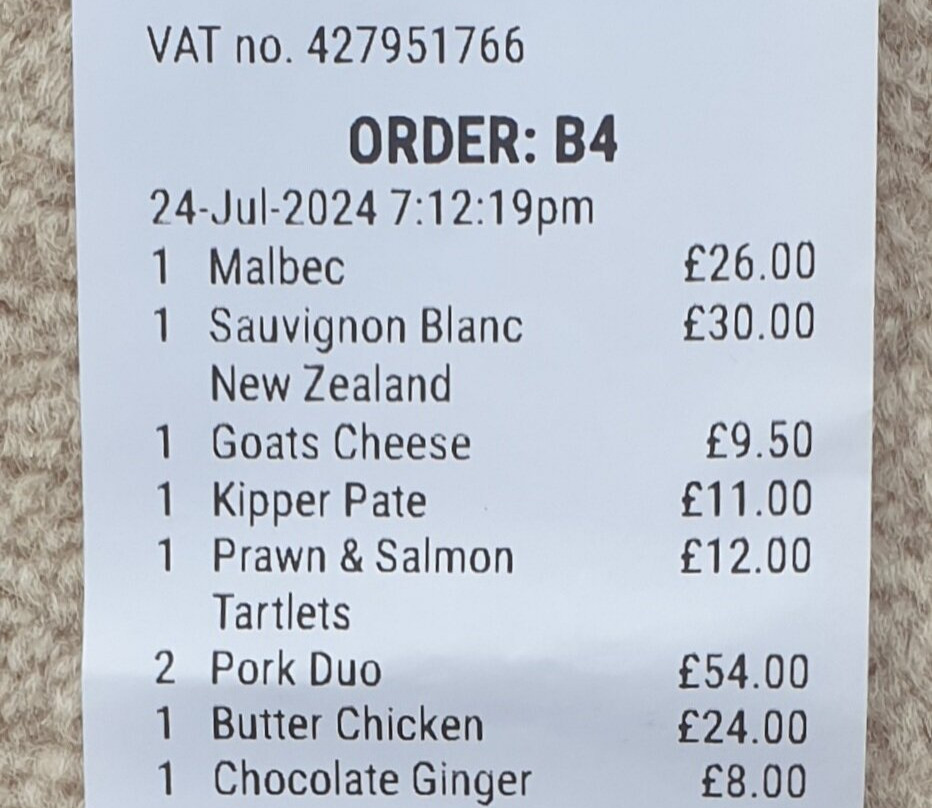 VAT no. 427951766
ORDER: B4
24-Jul-2024 7:12:19pm
1 Malbec £26.00
1 Sauvignon Blanc £30.00
New Zealand
1 Goats Cheese £9.50
1 Kipper Pate £11.00
1 Prawn & Salmon £12.00
Tartlets
2 Pork Duo £54.00
1 Butter Chicken £24.00
1 Chocolate Ginger £8.00